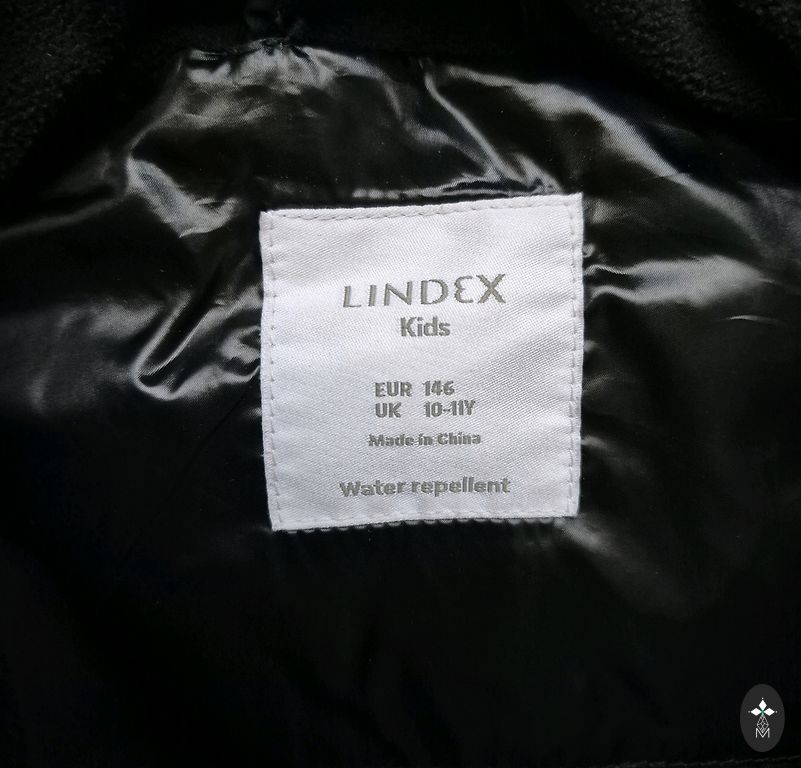 LINDEX
Kids
EUR 146
UK 10-11Y
Made in China
Water repellent
M